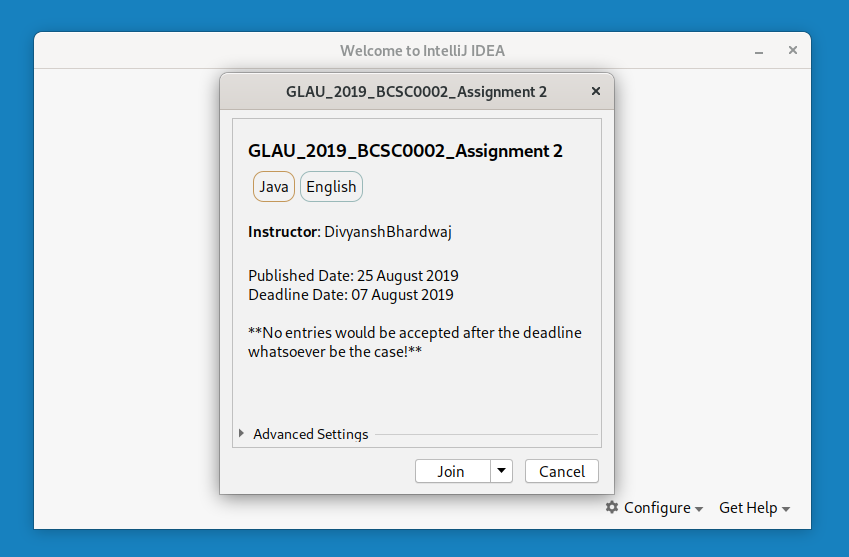 Welcome to IntelliJ IDEA
GLAU_2019_BCSC0002_Assignment 2
GLAU_2019_BCSC0002_Assignment 2
Java English
Instructor: DivyanshBhardwaj
Published Date: 25 August 2019
Deadline Date: 07 August 2019
**No entries would be accepted after the deadline
whatsoever be the case!**
Advanced Settings
Join Cancel
Configure Get Help